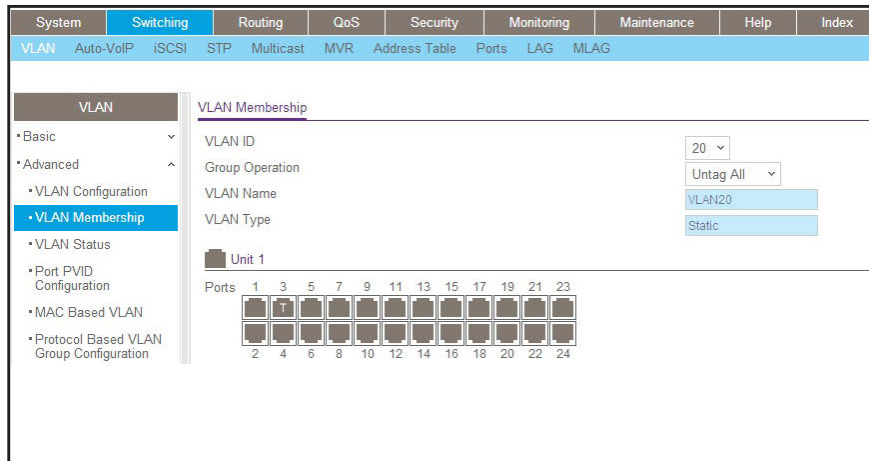 System Switching Routing QoS Security Monitoring Maintenance Help Index
VLAN Auto-VoIP iSCSI STP Multicast MVR Address Table Ports LAG MLAG
VLAN
Basic
Advanced
VLAN Configuration
VLAN Membership
VLAN Status
Port PVID
Configuration
MAC Based VLAN
Protocol Based VLAN
Group Configuration
VLAN Membership
VLAN ID 20
Group Operation Untag All
VLAN Name VLAN20
VLAN Type Static
Unit 1
Ports 1 3 5 7 9 11 13 15 17 19 21 23
T
2 4 6 8 10 12 14 16 18 20 22 24